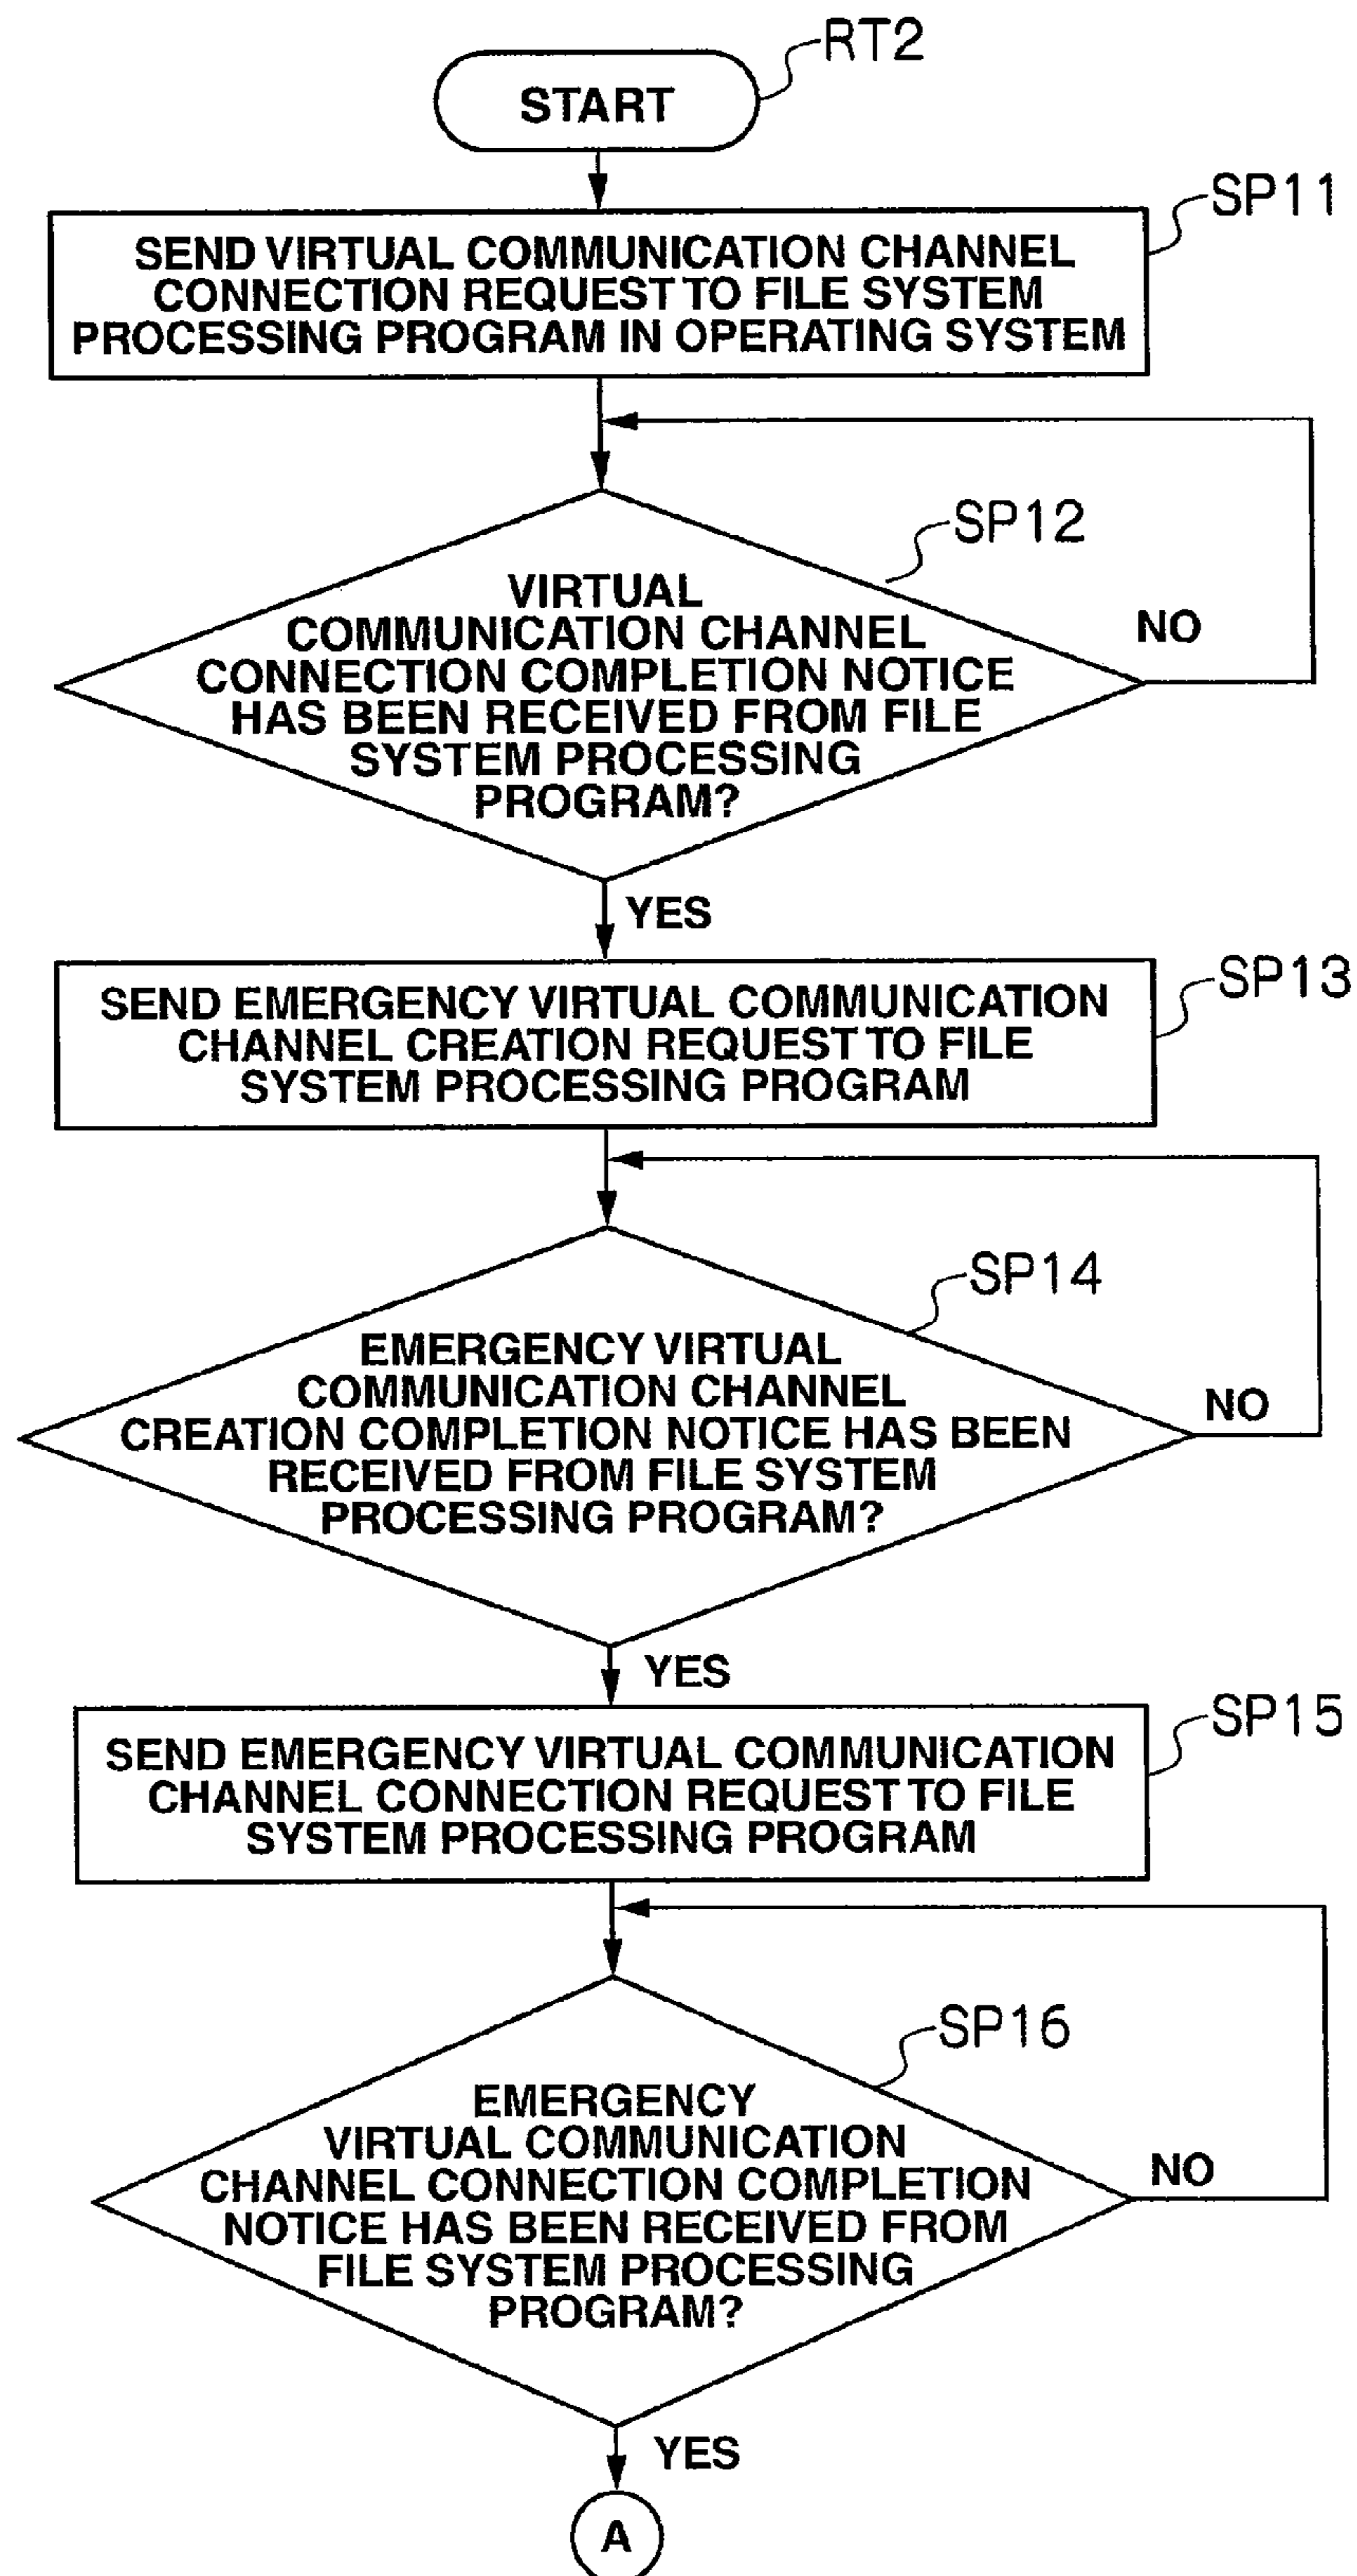 RT2
START
SP11
SEND VIRTUAL COMMUNICATION CHANNEL
CONNECTION REQUEST TO FILE SYSTEM
PROCESSING PROGRAM IN OPERATING SYSTEM
SP12
VIRTUAL
COMMUNICATION CHANNEL
CONNECTION COMPLETION NOTICE
HAS BEEN RECEIVED FROM FILE
SYSTEM PROCESSING
PROGRAM?
NO
YES
SP13
SEND EMERGENCY VIRTUAL COMMUNICATION
CHANNEL CREATION REQUEST TO FILE
SYSTEM PROCESSING PROGRAM
SP14
EMERGENCY VIRTUAL
COMMUNICATION CHANNEL
CREATION COMPLETION NOTICE HAS BEEN
RECEIVED FROM FILE SYSTEM
PROCESSING PROGRAM?
NO
YES
SP15
SEND EMERGENCY VIRTUAL COMMUNICATION
CHANNEL CONNECTION REQUEST TO FILE
SYSTEM PROCESSING PROGRAM
SP16
EMERGENCY
VIRTUAL COMMUNICATION
CHANNEL CONNECTION COMPLETION
NOTICE HAS BEEN RECEIVED FROM
FILE SYSTEM PROCESSING
PROGRAM?
NO
YES
A